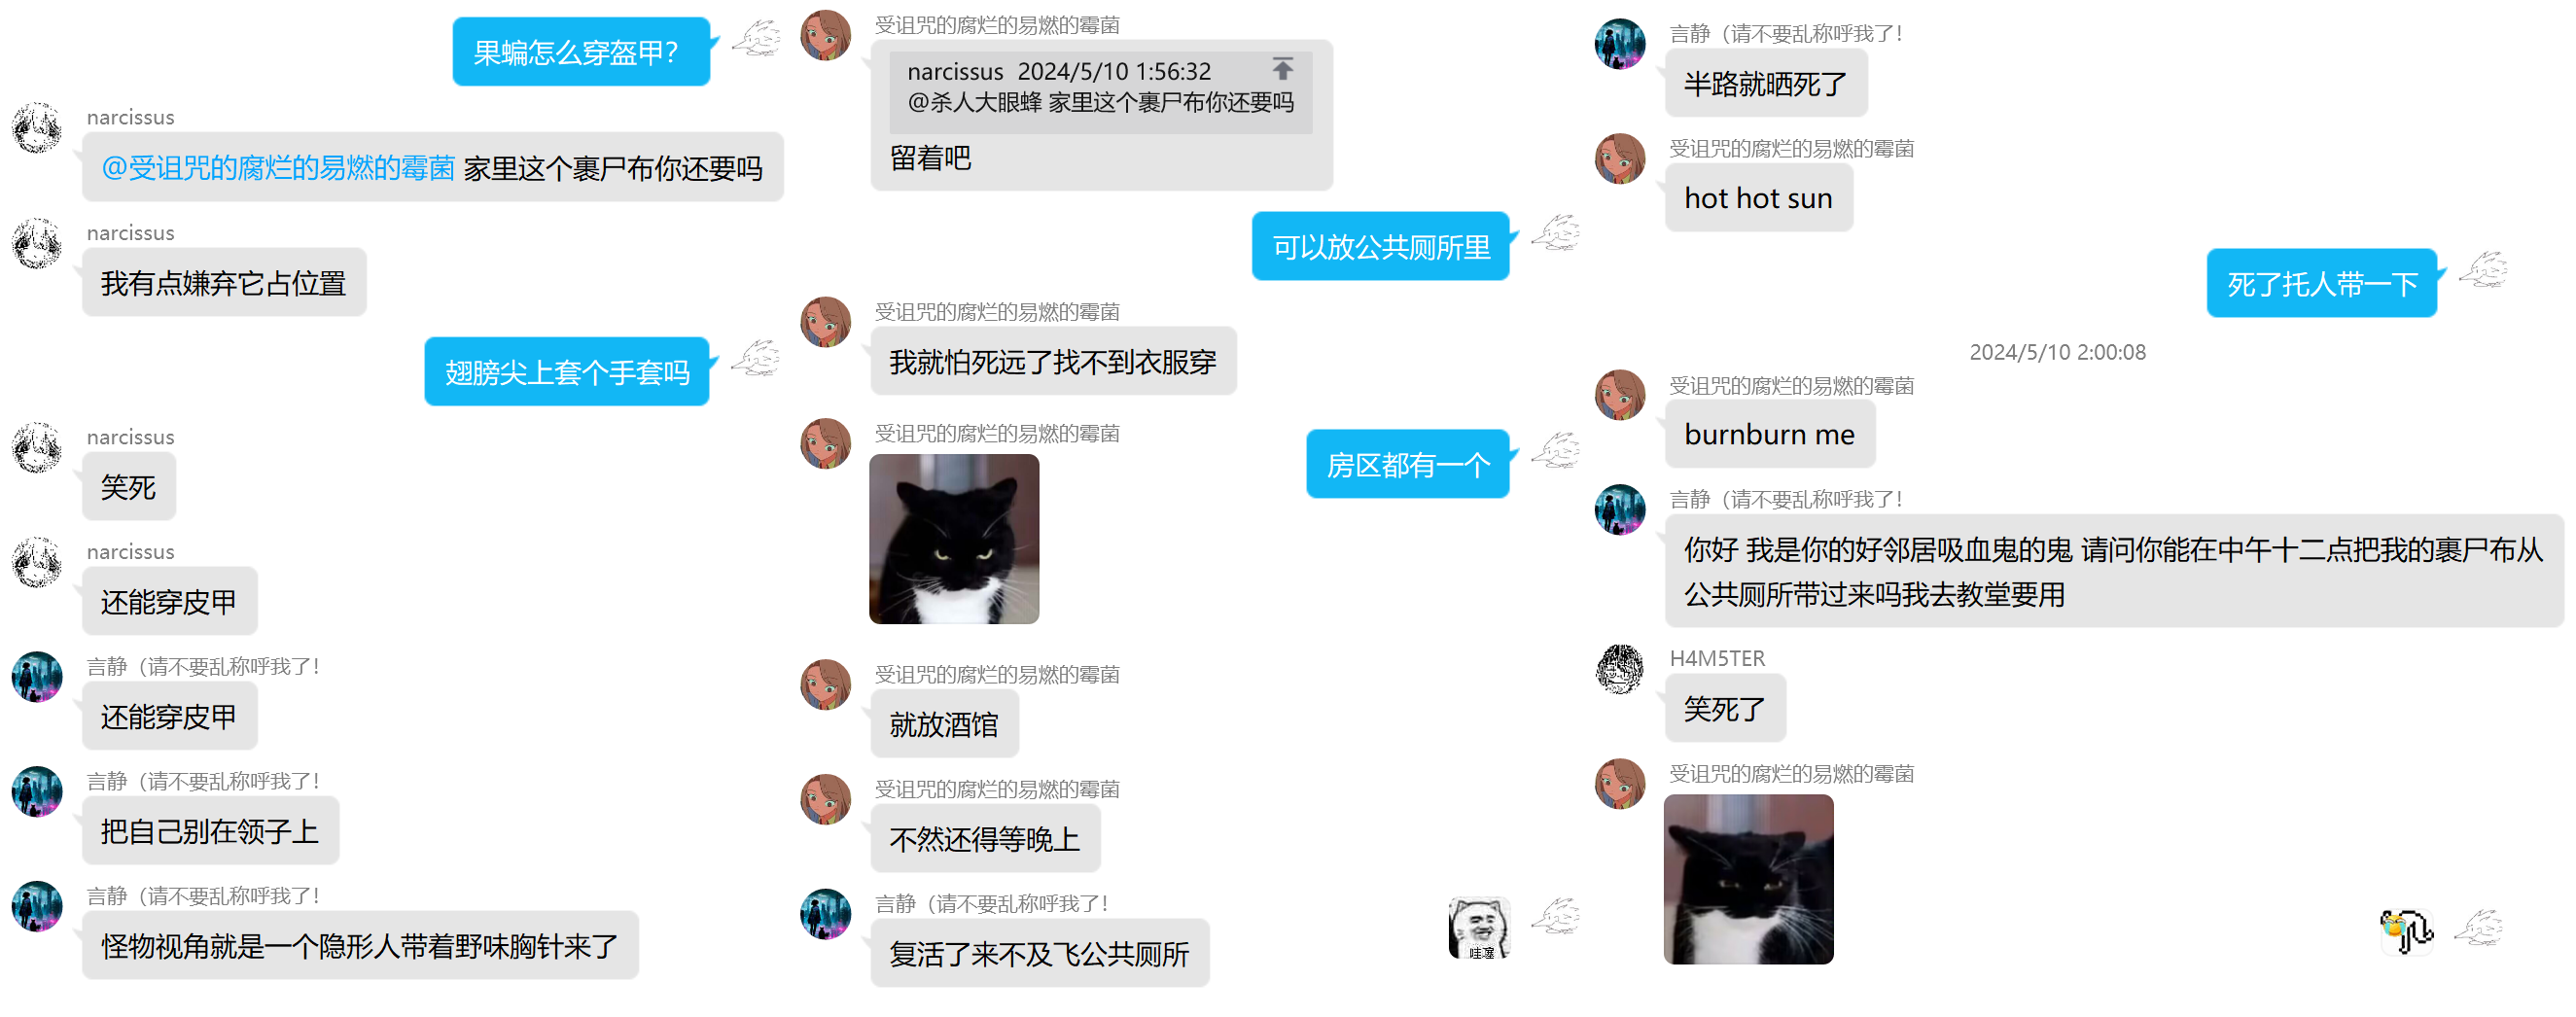 果蝙怎么穿盔甲?
narcissus
@受诅咒的腐烂的易燃的霉菌 家里这个裹尸布你还要吗
narcissus
我有点嫌弃它占位置
翅膀尖上套个手套吗
narcissus
笑死
narcissus
还能穿皮甲
言静（请不要乱称呼我了！
还能穿皮甲
言静（请不要乱称呼我了！
把自己别在领子上
言静（请不要乱称呼我了！
怪物视角就是一个隐形人带着野味胸针来了
受诅咒的腐烂的易燃的霉菌
narcissus 2024/5/10 1:56:32
@杀人大眼蜂 家里这个裹尸布你还要吗
留着吧
可以放公共厕所里
受诅咒的腐烂的易燃的霉菌
我就怕死远了找不到衣服穿
受诅咒的腐烂的易燃的霉菌
房区都有一个
受诅咒的腐烂的易燃的霉菌
就放酒馆
受诅咒的腐烂的易燃的霉菌
不然还得等晚上
言静（请不要乱称呼我了！
复活了来不及飞公共厕所
哇塞
言静（请不要乱称呼我了！
半路就晒死了
受诅咒的腐烂的易燃的霉菌
hot hot sun
死了托人带一下
2024/5/10 2:00:08
受诅咒的腐烂的易燃的霉菌
burnburn me
言静（请不要乱称呼我了！
你好 我是你的好邻居吸血鬼的鬼 请问你能在中午十二点把我的裹尸布从
公共厕所带过来吗我去教堂要用
H4M5TER
笑死了
受诅咒的腐烂的易燃的霉菌